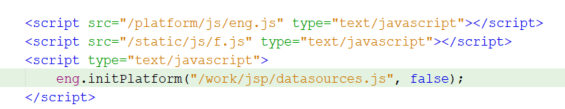 <script src="/platform/js/eng.js" type="text/javascript"></script>
<script src="/static/js/f.js" type="text/javascript"></script>
<script type="text/javascript">
    eng.initPlatform("/work/jsp/datasources.js", false);
</script>